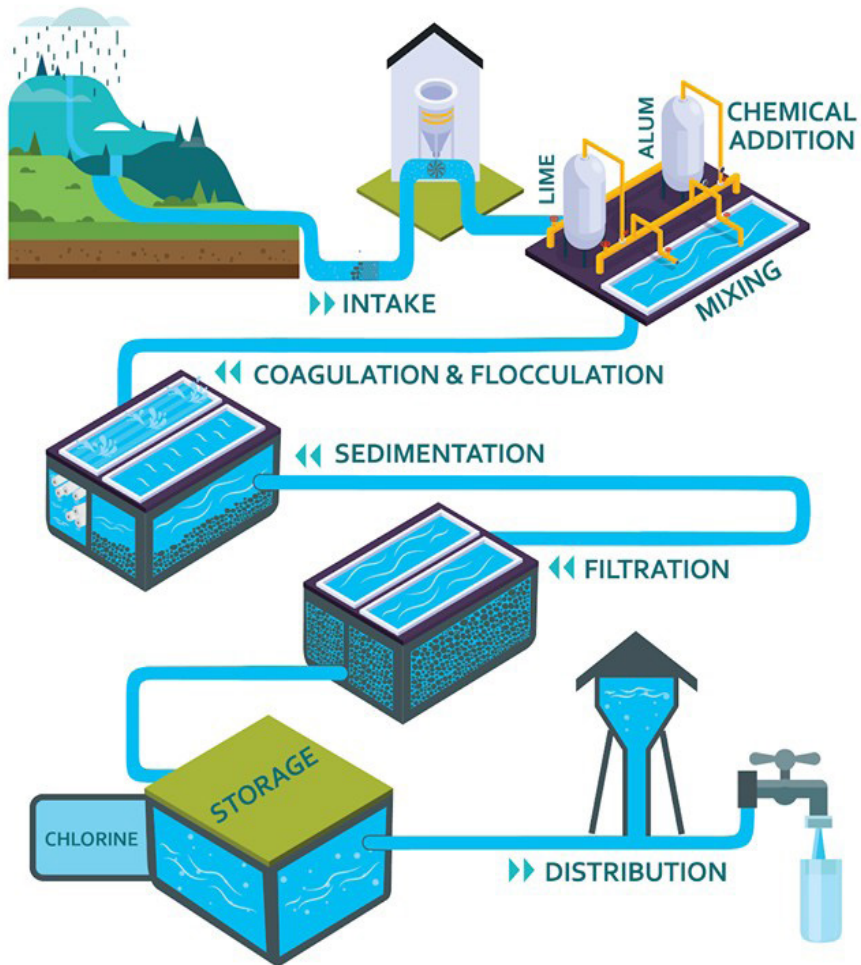 LIME
ALUM
CHEMICAL
ADDITION
INTAKE
MIXING
COAGULATION & FLOCCULATION
SEDIMENTATION
FILTRATION
STORAGE
CHLORINE
DISTRIBUTION